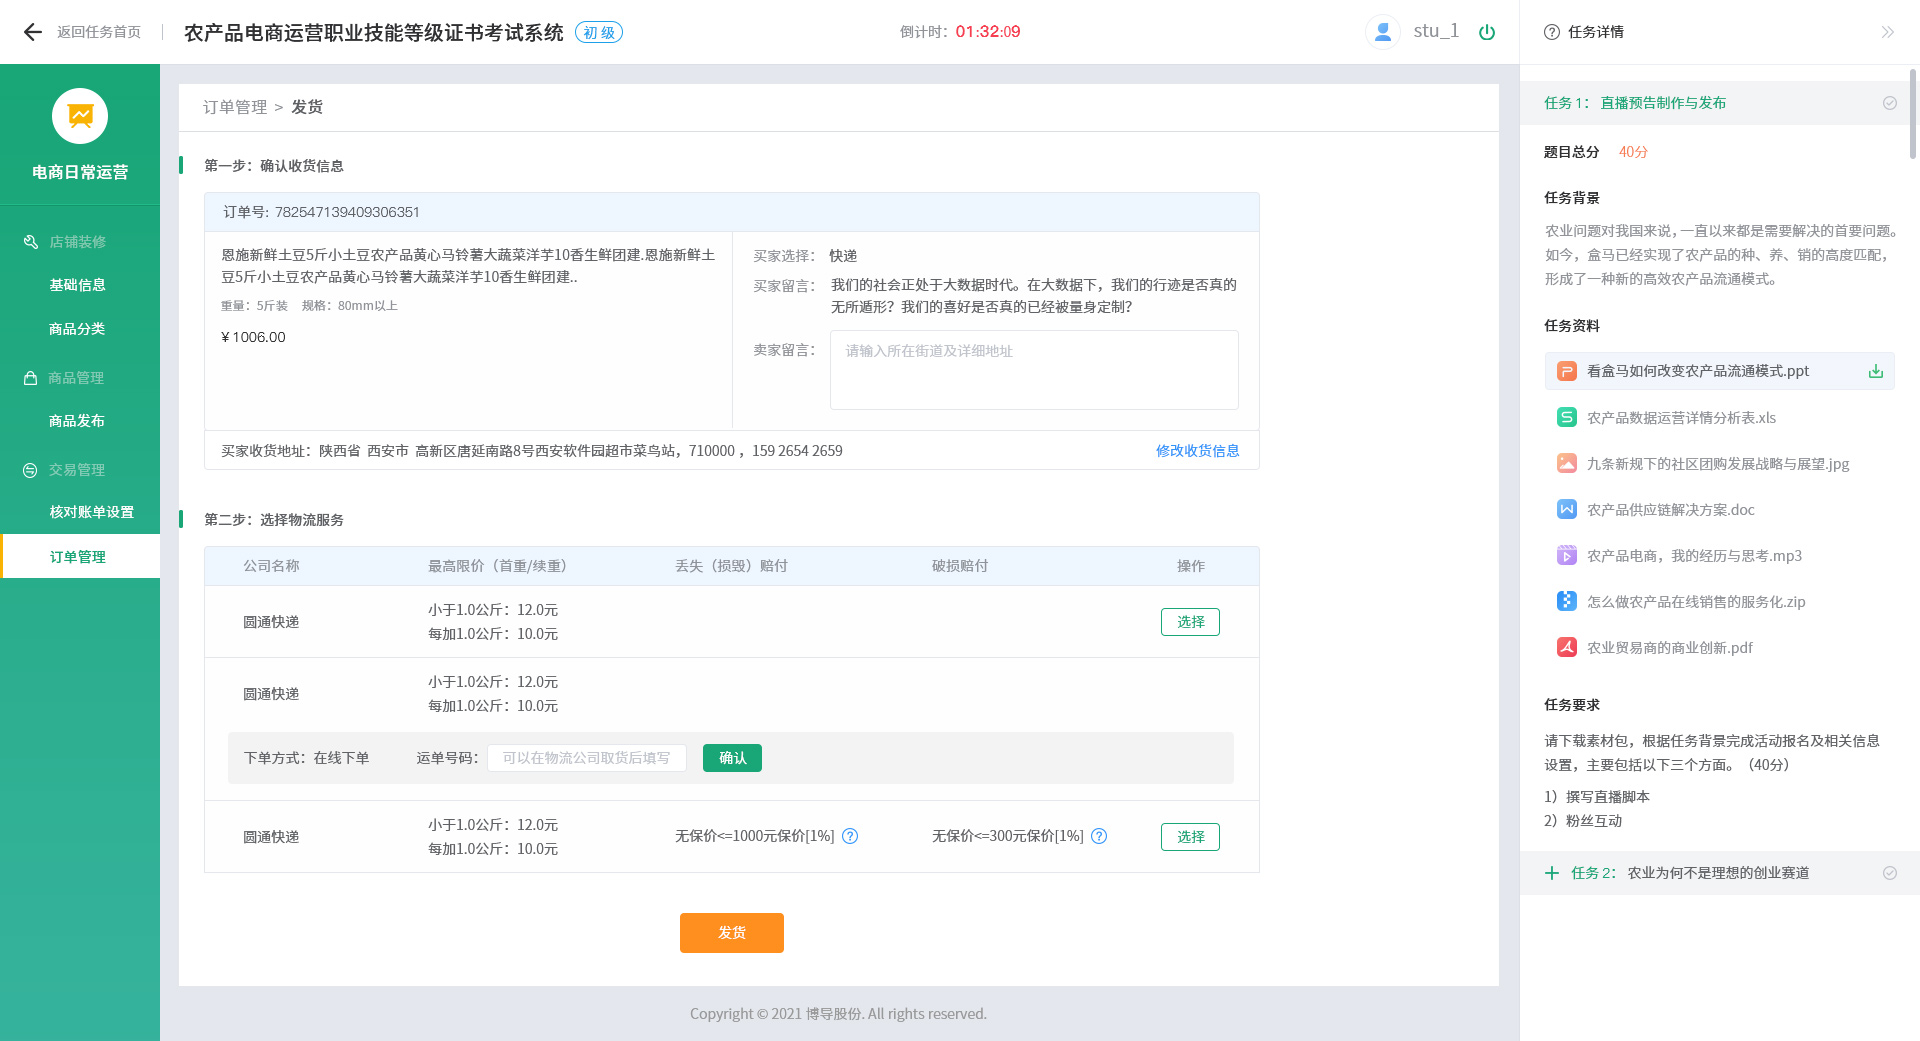 返回任务首页
农产品电商运营职业技能等级证书考试系统 初级
倒计时：01:32:09
stu_1
任务详情
电商日常运营
店铺装修
基础信息
商品分类
商品管理
商品发布
交易管理
核对账单设置
订单管理
订单管理 > 发货
第一步：确认收货信息
订单号: 782547139409306351
恩施新鲜土豆5斤小土豆农产品黄心马铃薯大蔬菜洋芋10香生鲜团建.恩施新鲜土
豆5斤小土豆农产品黄心马铃薯大蔬菜洋芋10香生鲜团建..
重量：5斤装 规格：80mm以上
¥ 1006.00
买家选择： 快递
买家留言： 我们的社会正处于大数据时代。在大数据下，我们的行迹是否真的
无所遁形？我们的喜好是否真的已经被量身定制？
卖家留言： 请输入所在街道及详细地址
买家收货地址：陕西省 西安市 高新区唐延南路8号西安软件园超市菜鸟站，710000 ，159 2654 2659
修改收货信息
第二步：选择物流服务
公司名称 最高限价（首重/续重） 丢失（损毁）赔付 破损赔付 操作
圆通快递
小于1.0公斤：12.0元
每加1.0公斤：10.0元
选择
圆通快递
小于1.0公斤：12.0元
每加1.0公斤：10.0元
下单方式：在线下单 运单号码： 可以在物流公司取货后填写 确认
圆通快递
小于1.0公斤：12.0元
每加1.0公斤：10.0元
无保价<=1000元保价[1%] 无保价<=300元保价[1%] 选择
发货
Copyright © 2021 博导股份. All rights reserved.
任务 1： 直播预告制作与发布
题目总分 40分
任务背景
农业问题对我国来说，一直以来都是需要解决的首要问题。
如今，盒马已经实现了农产品的种、养、销的高度匹配，
形成了一种新的高效农产品流通模式。
任务资料
看盒马如何改变农产品流通模式.ppt
农产品数据运营详情分析表.xls
九条新规下的社区团购发展战略与展望.jpg
农产品供应链解决方案.doc
农产品电商，我的经历与思考.mp3
怎么做农产品在线销售的服务化.zip
农业贸易商的商业创新.pdf
任务要求
请下载素材包，根据任务背景完成活动报名及相关信息
设置，主要包括以下三个方面。（40分）
1）撰写直播脚本
2）粉丝互动
任务 2： 农业为何不是理想的创业赛道